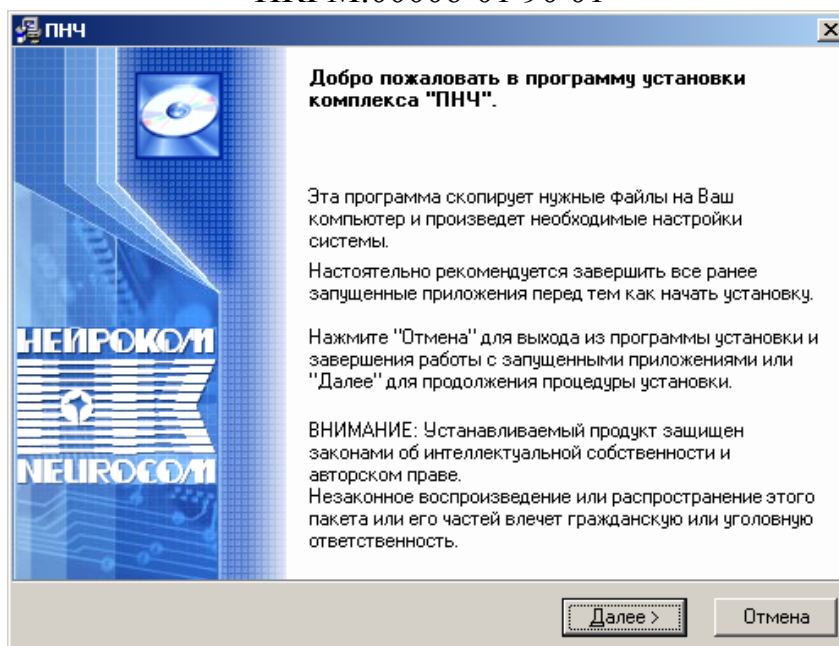 ПНЧ
Добро пожаловать в программу установки
комплекса "ПНЧ".
Эта программа скопирует нужные файлы на Ваш
компьютер и произведет необходимые настройки
системы.
Настоятельно рекомендуется завершить все ранее
запущенные приложения перед тем как начать установку.
Нажмите "Отмена" для выхода из программы установки и
завершения работы с запущенными приложениями или
"Далее" для продолжения процедуры установки.
ВНИМАНИЕ: Устанавливаемый продукт защищен
законами об интеллектуальной собственности и
авторском праве.
Незаконное воспроизведение или распространение этого
пакета или его частей влечет гражданскую или уголовную
ответственность.
НЕЙРОКОМ
NEUROCOM
Далее >
Отмена